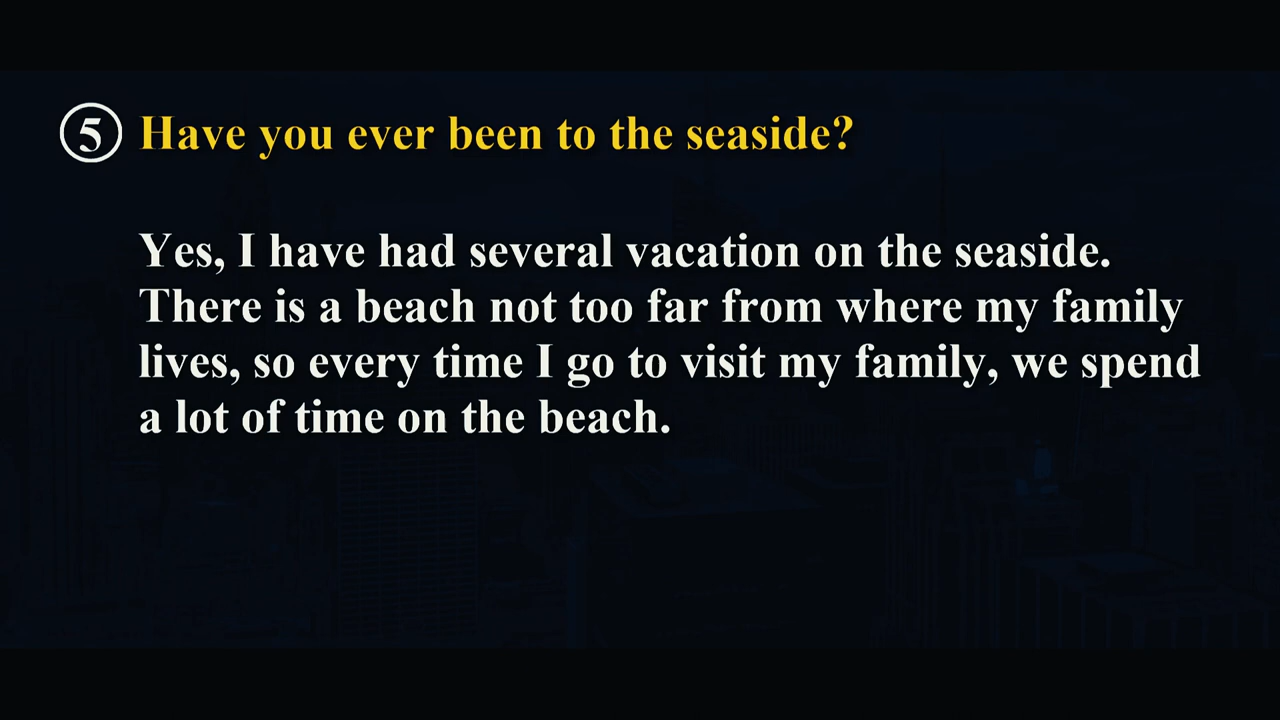 ⑤ Have you ever been to the seaside?
Yes, I have had several vacation on the seaside.
There is a beach not too far from where my family
lives, so every time I go to visit my family, we spend
a lot of time on the beach.